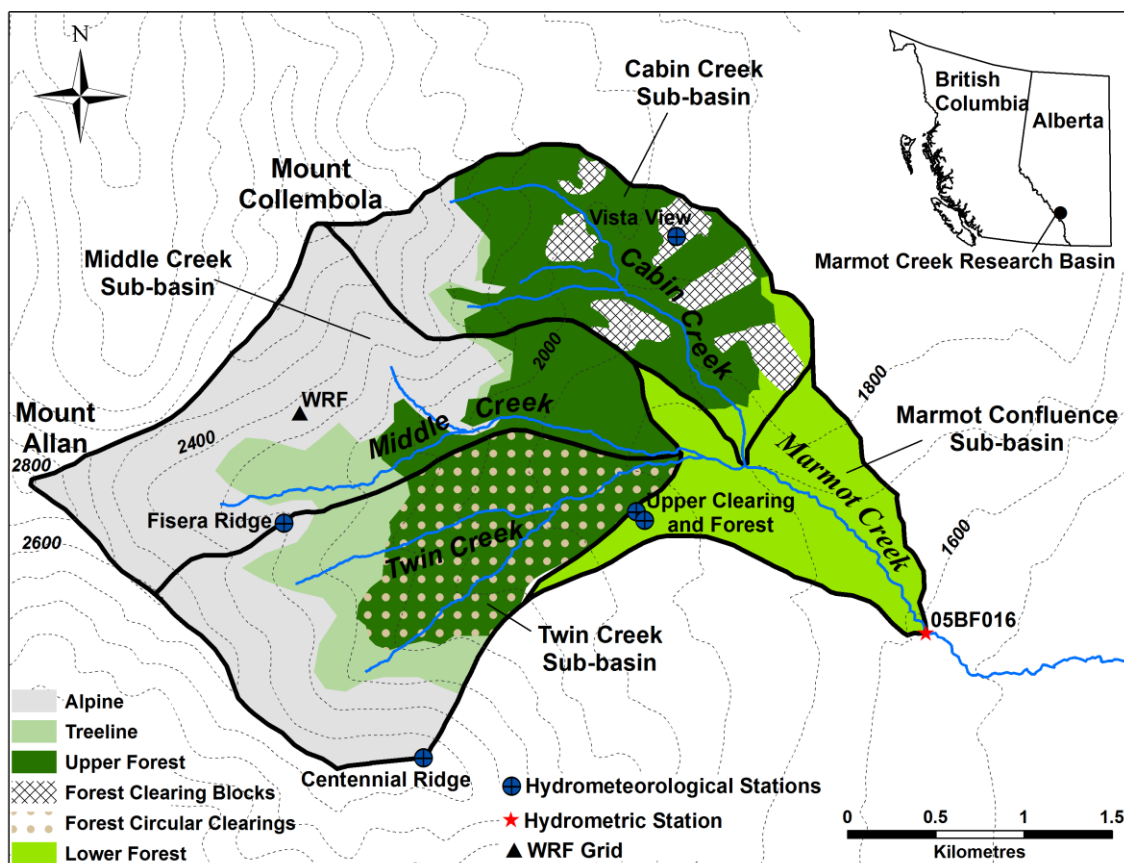 N
Cabin Creek
Sub-basin
British
Columbia
Alberta
Marmot Creek Research Basin
Mount
Collembola
Vista View
Middle Creek
Sub-basin
Cabin Creek
2000
1800
WRF
Middle Creek
Marmot Confluence
Sub-basin
Mount
Allan
2400
2800
2600
Marmot Creek
Fisera Ridge
Upper Clearing
and Forest
Twin Creek
1600
05BF016
Twin Creek
Sub-basin
Centennial Ridge
Alpine
Treeline
Upper Forest
Forest Clearing Blocks
Forest Circular Clearings
Lower Forest
Hydrometeorological Stations
Hydrometric Station
WRF Grid
0 0.5 1 1.5
Kilometres